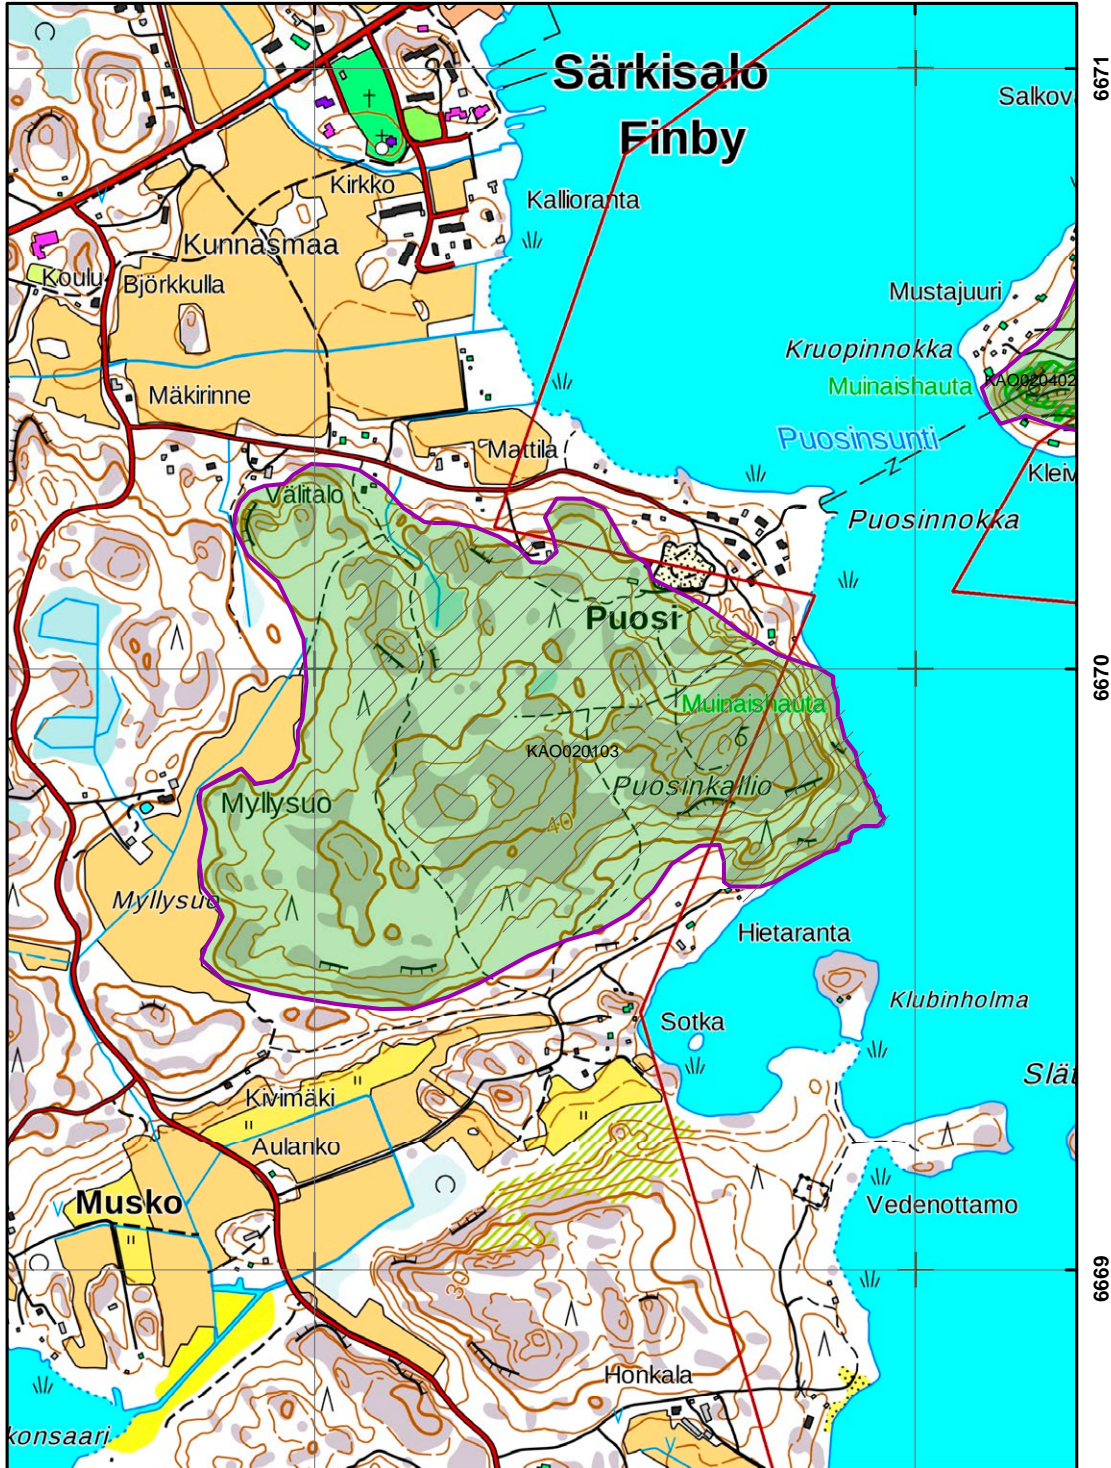 Särkisalo
Finby
6671
Salkov
Kirkko
Kallioranta
Kunnasmaa
Koulu
Björkkulla
Mustajuuri
Kruopinnokka
Muinaishauta
KAO020402
Mäkirinne
Puosinsunti
Mattila
Kleiv
Välitalo
Puosinnokka
Puosi
6670
Muinaishauta
6
KAO020103
Puosinkallio
Myllysuo
40
Myllysuo
Hietaranta
Klubinholma
Sotka
Slät
Kivimäki
Aulanko
Musko
Vedenottamo
6669
30
Honkala
konsaari